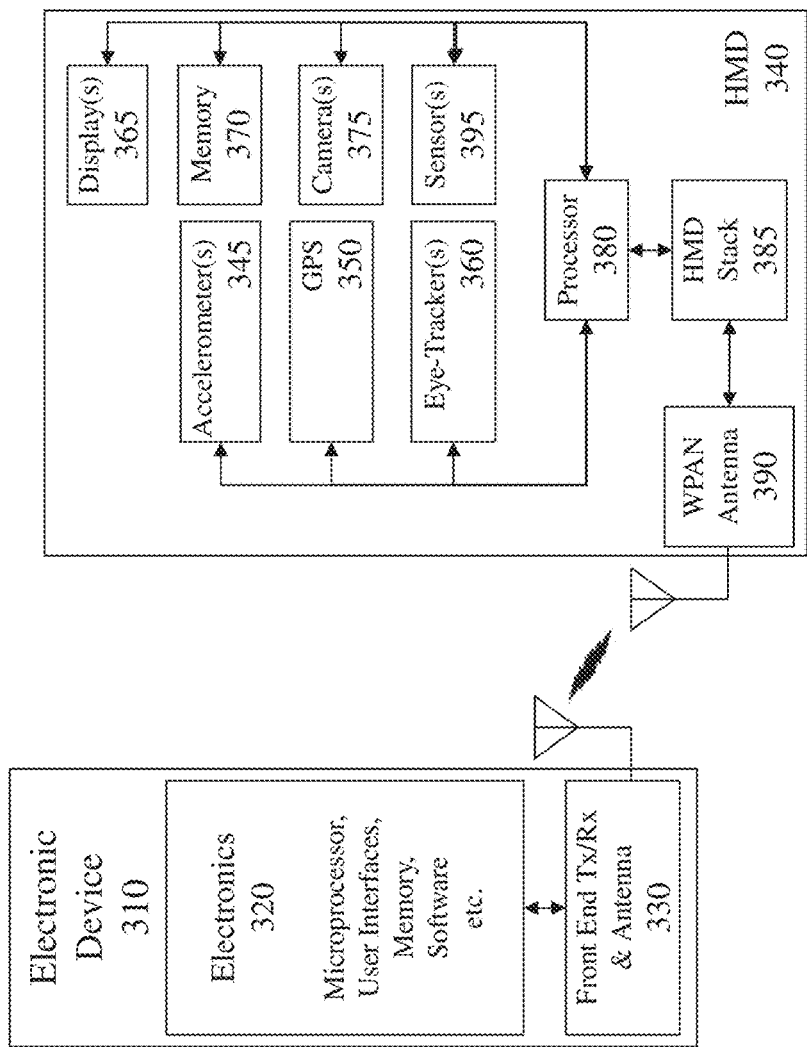 Electronic
Device
310
Electronics
320
Microprocessor,
User Interfaces,
Memory,
Software
etc.
Front End Tx/Rx
& Antenna
330
Display(s)
365
Memory
370
Camera(s)
375
Sensor(s)
395
Accelerometer(s)
345
GPS
350
Eye-Tracker(s)
360
Processor
380
HMD
Stack
385
WPAN
Antenna
390
HMD
340